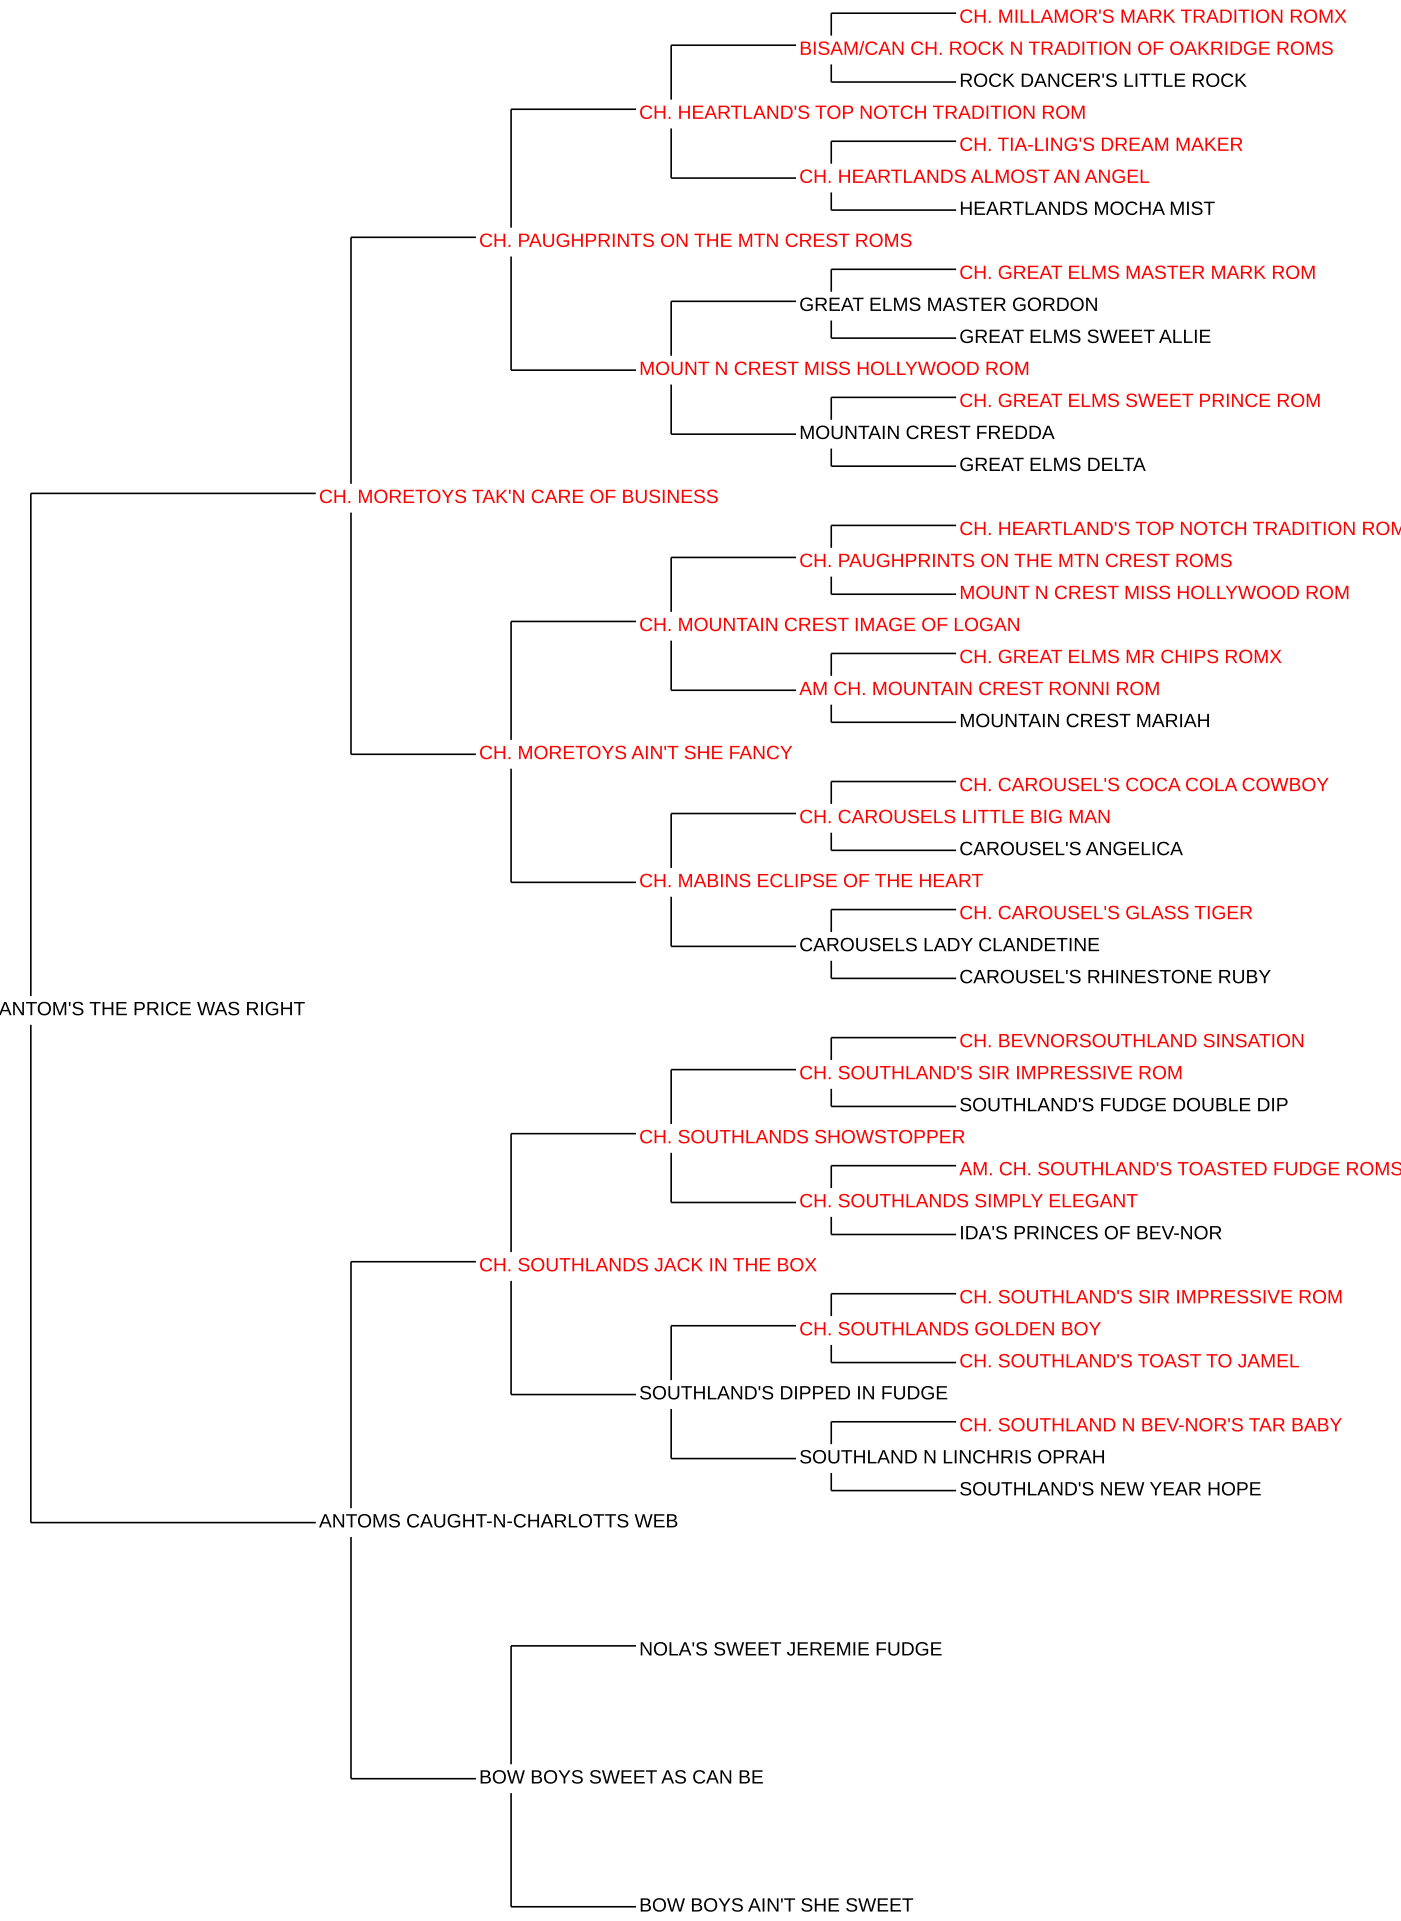 CH. MILLAMOR'S MARK TRADITION ROMX
BISAM/CAN CH. ROCK N TRADITION OF OAKRIDGE ROMS
ROCK DANCER'S LITTLE ROCK
CH. HEARTLAND'S TOP NOTCH TRADITION ROM
CH. TIA-LING'S DREAM MAKER
CH. HEARTLANDS ALMOST AN ANGEL
HEARTLANDS MOCHA MIST
CH. PAUGHPRINTS ON THE MTN CREST ROMS
CH. GREAT ELMS MASTER MARK ROM
GREAT ELMS MASTER GORDON
GREAT ELMS SWEET ALLIE
MOUNT N CREST MISS HOLLYWOOD ROM
CH. GREAT ELMS SWEET PRINCE ROM
MOUNTAIN CREST FREDDA
GREAT ELMS DELTA
CH. MORETOYS TAK'N CARE OF BUSINESS
CH. HEARTLAND'S TOP NOTCH TRADITION ROM
CH. PAUGHPRINTS ON THE MTN CREST ROMS
MOUNT N CREST MISS HOLLYWOOD ROM
CH. MOUNTAIN CREST IMAGE OF LOGAN
CH. GREAT ELMS MR CHIPS ROMX
AM CH. MOUNTAIN CREST RONNI ROM
MOUNTAIN CREST MARIAH
CH. MORETOYS AIN'T SHE FANCY
CH. CAROUSEL'S COCA COLA COWBOY
CH. CAROUSELS LITTLE BIG MAN
CAROUSEL'S ANGELICA
CH. MABINS ECLIPSE OF THE HEART
CH. CAROUSEL'S GLASS TIGER
CAROUSELS LADY CLANDETINE
CAROUSEL'S RHINESTONE RUBY
ANTOM'S THE PRICE WAS RIGHT
CH. BEVNORSOUTHLAND SINSATION
CH. SOUTHLAND'S SIR IMPRESSIVE ROM
SOUTHLAND'S FUDGE DOUBLE DIP
CH. SOUTHLANDS SHOWSTOPPER
AM. CH. SOUTHLAND'S TOASTED FUDGE ROMS
CH. SOUTHLANDS SIMPLY ELEGANT
IDA'S PRINCES OF BEV-NOR
CH. SOUTHLANDS JACK IN THE BOX
CH. SOUTHLAND'S SIR IMPRESSIVE ROM
CH. SOUTHLANDS GOLDEN BOY
CH. SOUTHLAND'S TOAST TO JAMEL
SOUTHLAND'S DIPPED IN FUDGE
CH. SOUTHLAND N BEV-NOR'S TAR BABY
SOUTHLAND N LINCHRIS OPRAH
SOUTHLAND'S NEW YEAR HOPE
ANTOMS CAUGHT-N-CHARLOTTS WEB
NOLA'S SWEET JEREMIE FUDGE
BOW BOYS SWEET AS CAN BE
BOW BOYS AIN'T SHE SWEET